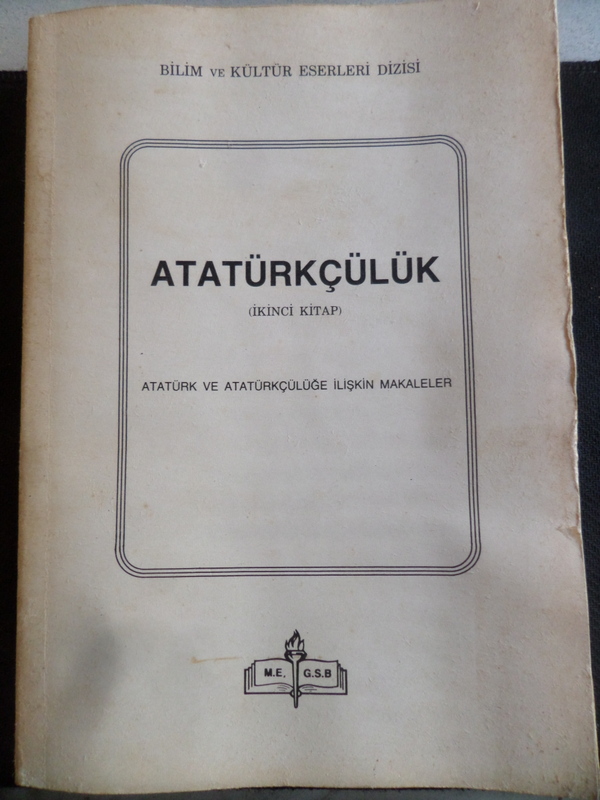 BİLİM VE KÜLTÜR ESERLERİ DİZİSİ
ATATÜRKÇÜLÜK
(İKİNCİ KİTAP)
ATATÜRK VE ATATÜRKÇÜLÜĞE İLİŞKİN MAKALELER
M.E. G.S.B